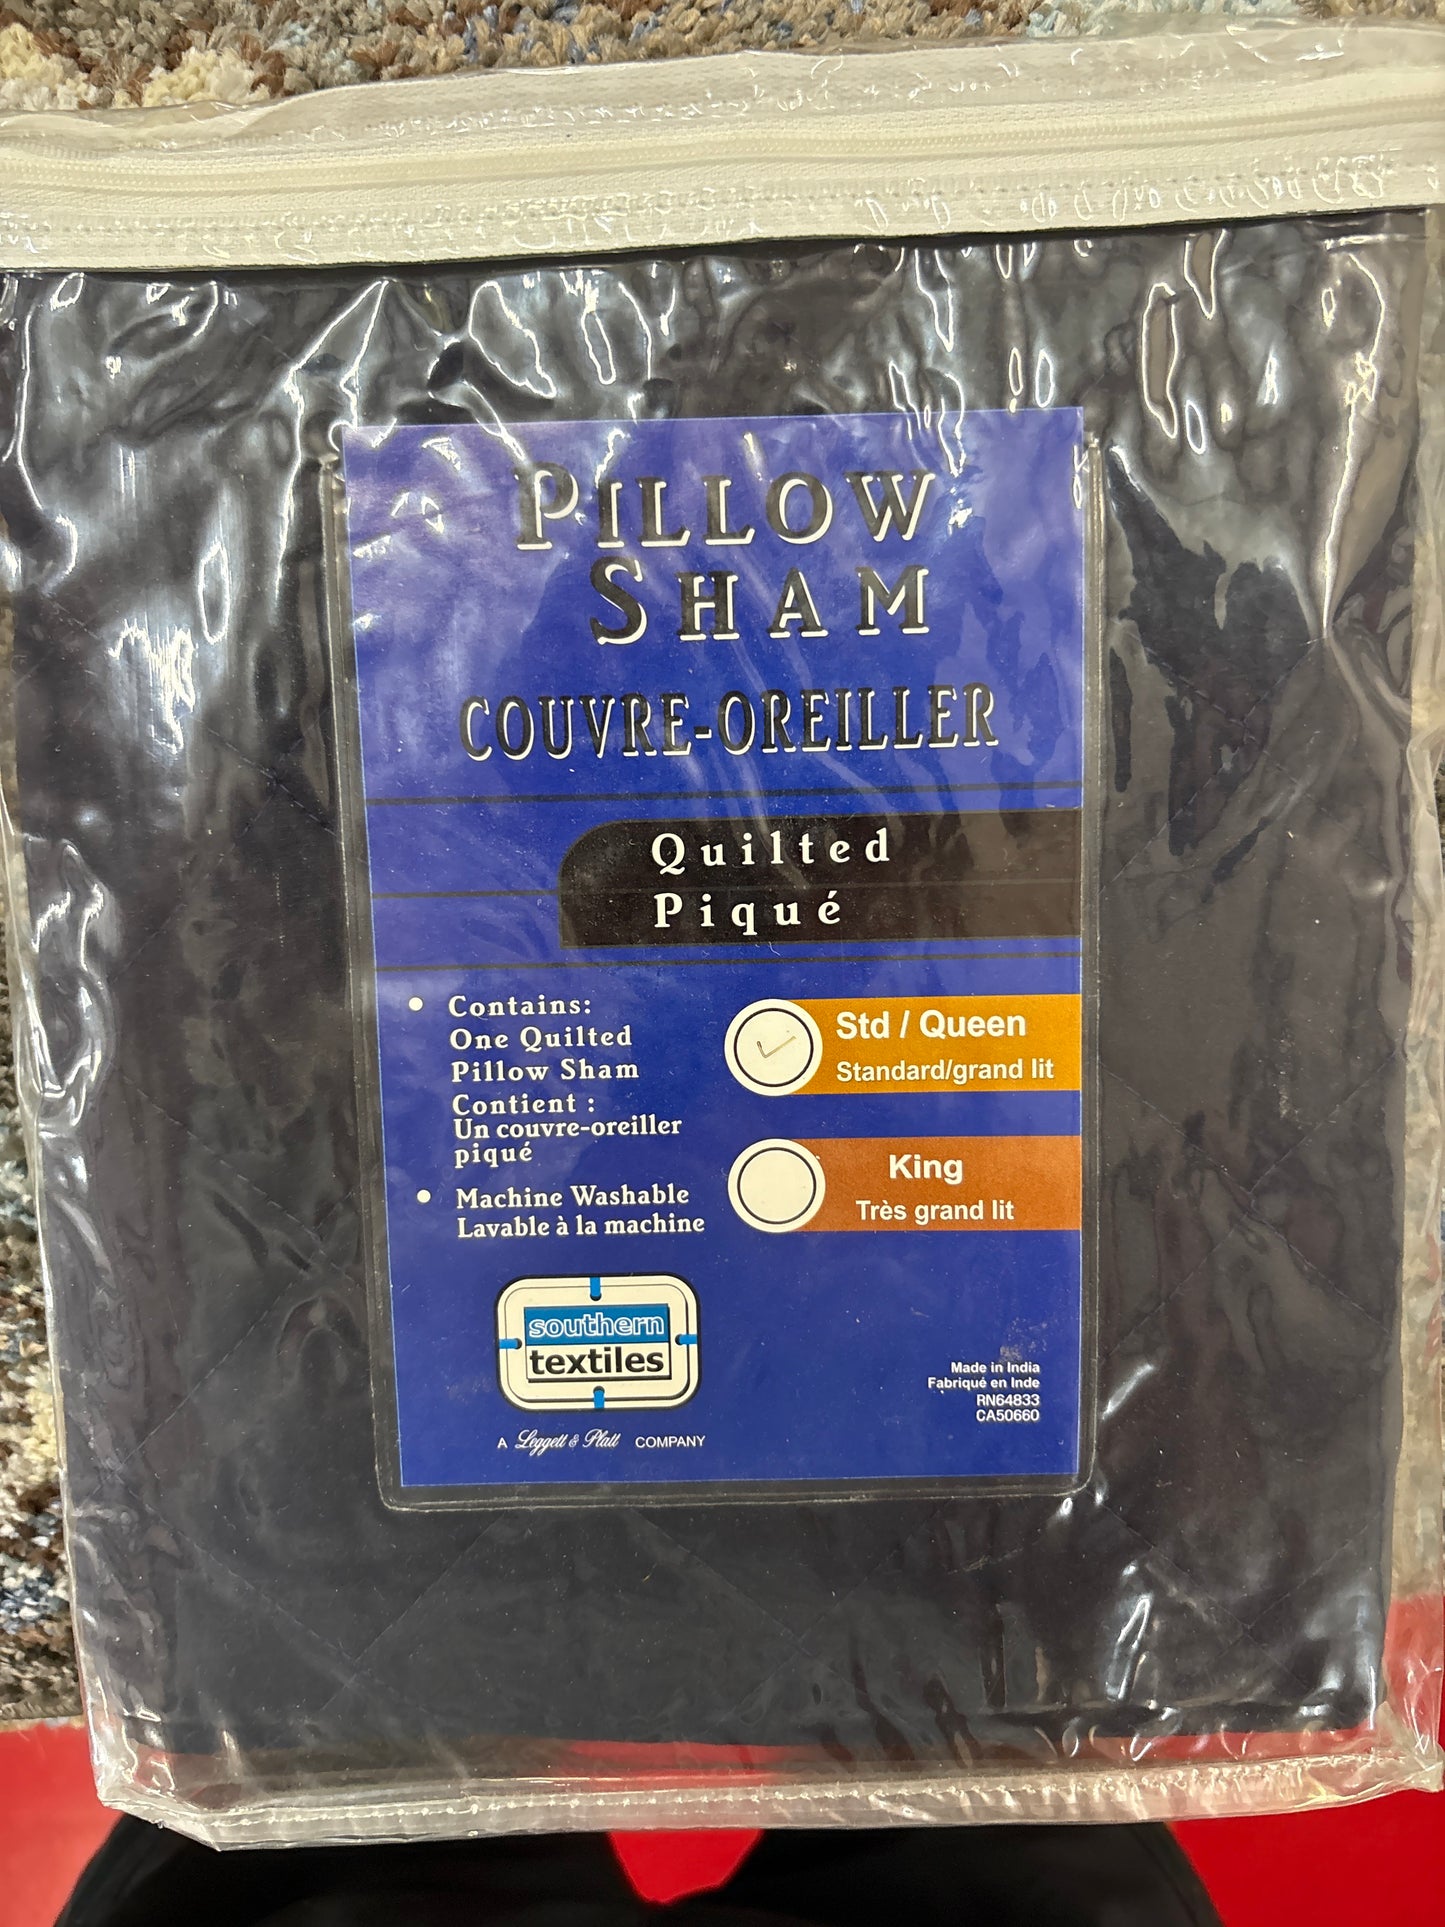 PILLOW
SHAM
COUVRE-OREILLER
Quilted
Piqué
• Contains:
One Quilted
Pillow Sham
Contient :
Un couvre-oreiller
piqué
• Machine Washable
Lavable à la machine
Std / Queen
Standard/grand lit
King
Très grand lit
southern
textiles
A Leggett & Platt COMPANY
Made in India
Fabriqué en Inde
RN64833
CA50660